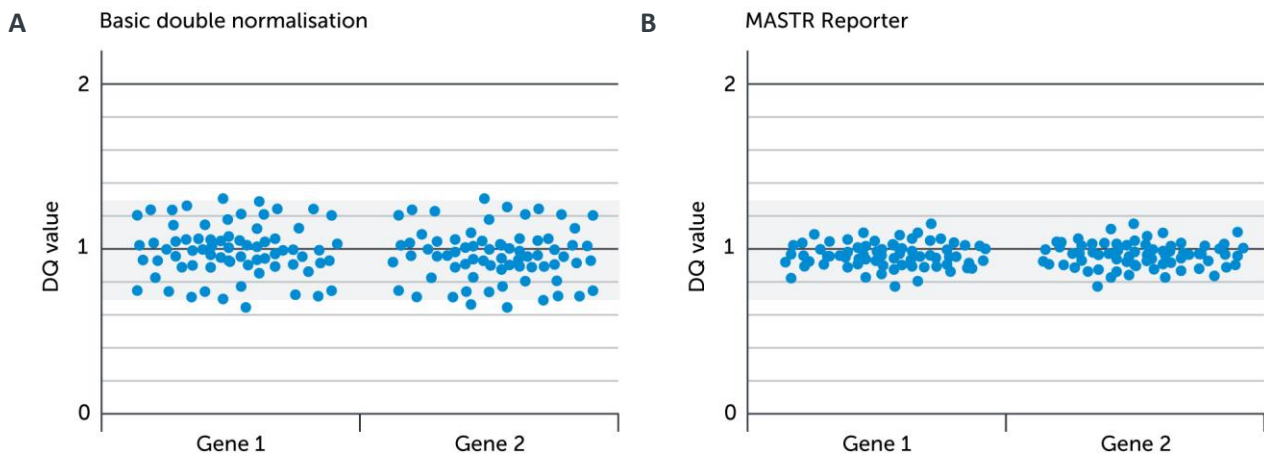 A
Basic double normalisation
2
1
0
DQ value
Gene 1
Gene 2
B
MASTR Reporter
2
1
0
DQ value
Gene 1
Gene 2